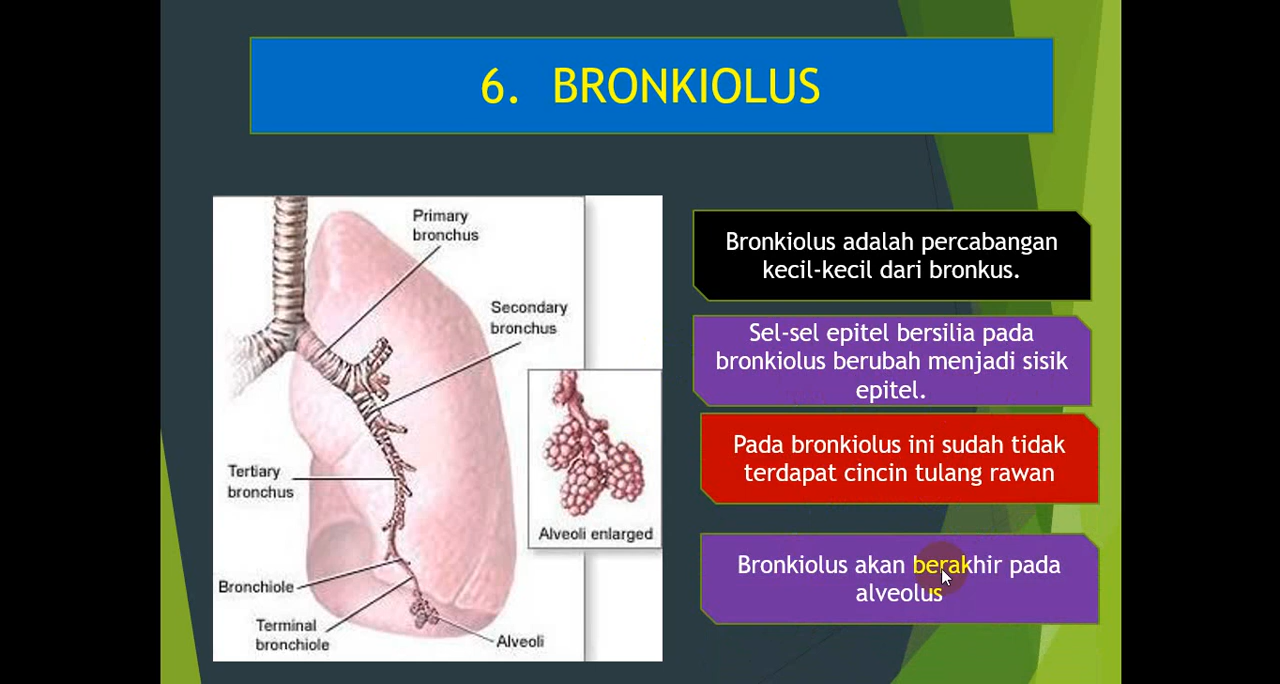 6. BRONKIOLUS
Primary
bronchus
Secondary
bronchus
Tertiary
bronchus
Alveoli enlarged
Bronchiole
Terminal
bronchiole
Alveoli
Bronkiolus adalah percabangan
kecil-kecil dari bronkus.
Sel-sel epitel bersilia pada
bronkiolus berubah menjadi sisik
epitel.
Pada bronkiolus ini sudah tidak
terdapat cincin tulang rawan
Bronkiolus akan berakhir pada
alveolus